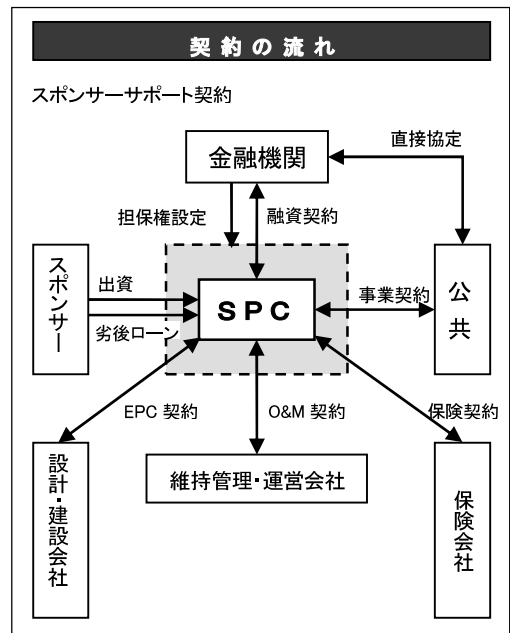 契約の流れ
スポンサーサポート契約
金融機関
直接協定
担保権設定
融資契約
スポンサー
出資
劣後ローン
SPC
事業契約
公共
EPC 契約
O&M 契約
保険契約
設計・建設会社
維持管理・運営会社
保険会社